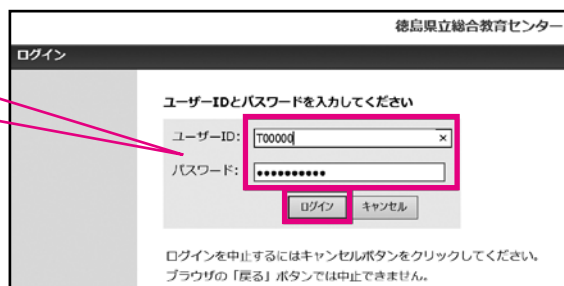 徳島県立総合教育センター
ログイン
ユーザーIDとパスワードを入力してください
ユーザーID: T00000 ×
パスワード: ●●●●●●●●●●
ログイン キャンセル
ログインを中止するにはキャンセルボタンをクリックしてください。
ブラウザの「戻る」ボタンでは中止できません。